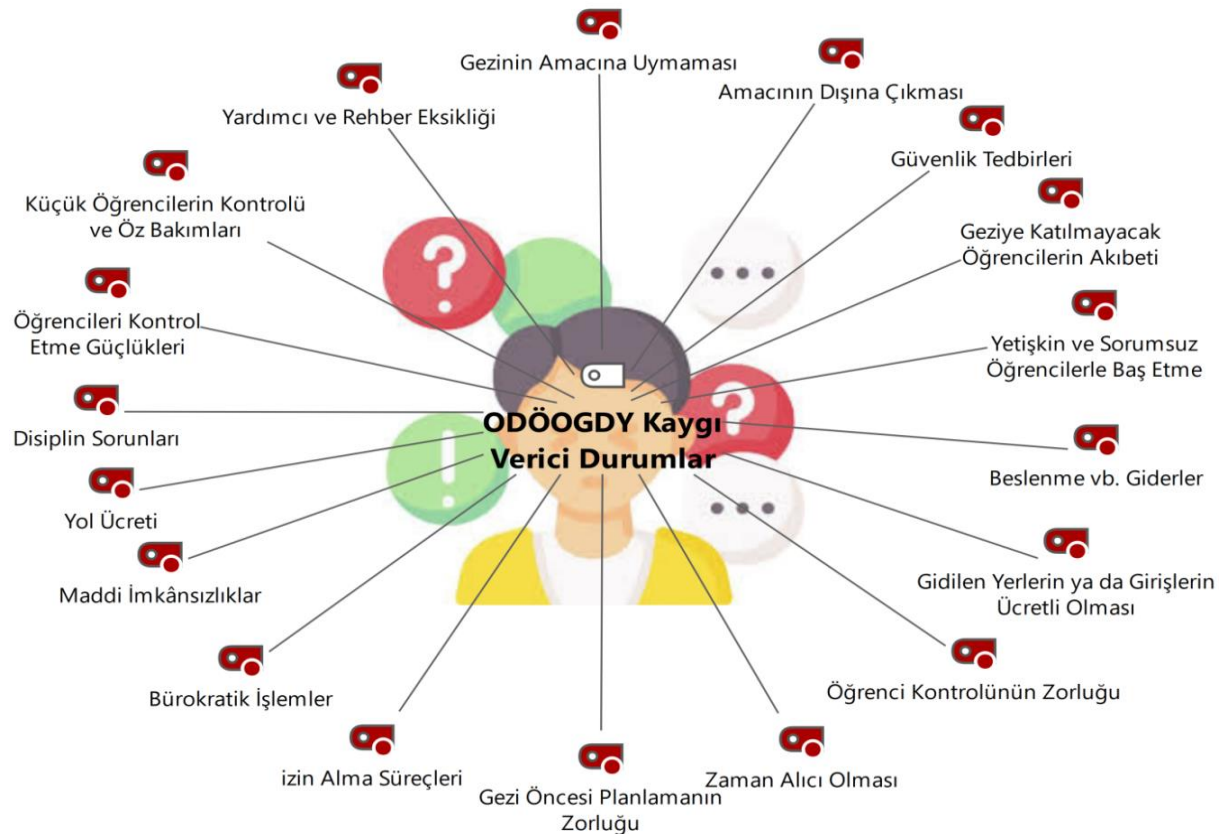 Gezinin Amacına Uymaması
Amacının Dışına Çıkması
Yardımcı ve Rehber Eksikliği
Güvenlik Tedbirleri
Küçük Öğrencilerin Kontrolü
ve Öz Bakımları
Geziye Katılmayacak
Öğrencilerin Akıbeti
Öğrencileri Kontrol
Etme Güçlükleri
Yetişkin ve Sorumsuz
Öğrencilerle Baş Etme
ODÖOGDY Kaygı
Verici Durumlar
Disiplin Sorunları
Beslenme vb. Giderler
Yol Ücreti
Maddi İmkânsızlıklar
Gidilen Yerlerin ya da Girişlerin
Ücretli Olması
Bürokratik İşlemler
Öğrenci Kontrolünün Zorluğu
izin Alma Süreçleri
Gezi Öncesi Planlamanın
Zorluğu
Zaman Alıcı Olması